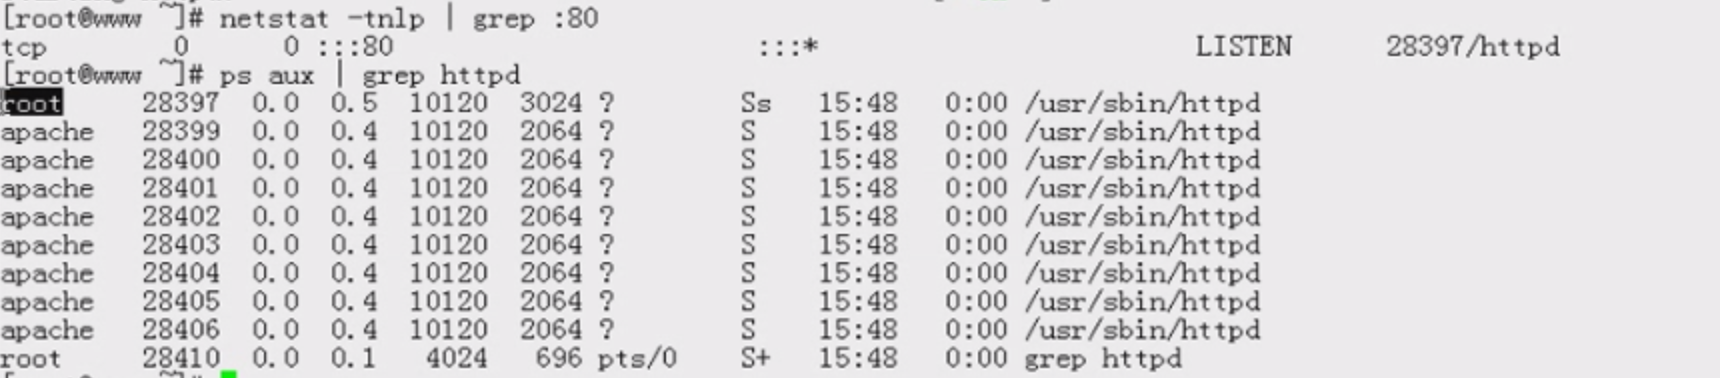 [root@www ~]# netstat -tnlp | grep :80
tcp 0 0 :::80 :::* LISTEN 28397/httpd
[root@www ~]# ps aux | grep httpd
root 28397 0.0 0.5 10120 3024 ? Ss 15:48 0:00 /usr/sbin/httpd
apache 28399 0.0 0.4 10120 2064 ? S 15:48 0:00 /usr/sbin/httpd
apache 28400 0.0 0.4 10120 2064 ? S 15:48 0:00 /usr/sbin/httpd
apache 28401 0.0 0.4 10120 2064 ? S 15:48 0:00 /usr/sbin/httpd
apache 28402 0.0 0.4 10120 2064 ? S 15:48 0:00 /usr/sbin/httpd
apache 28403 0.0 0.4 10120 2064 ? S 15:48 0:00 /usr/sbin/httpd
apache 28404 0.0 0.4 10120 2064 ? S 15:48 0:00 /usr/sbin/httpd
apache 28405 0.0 0.4 10120 2064 ? S 15:48 0:00 /usr/sbin/httpd
apache 28406 0.0 0.4 10120 2064 ? S 15:48 0:00 /usr/sbin/httpd
root 28410 0.0 0.1 4024 696 pts/0 S+ 15:48 0:00 grep httpd